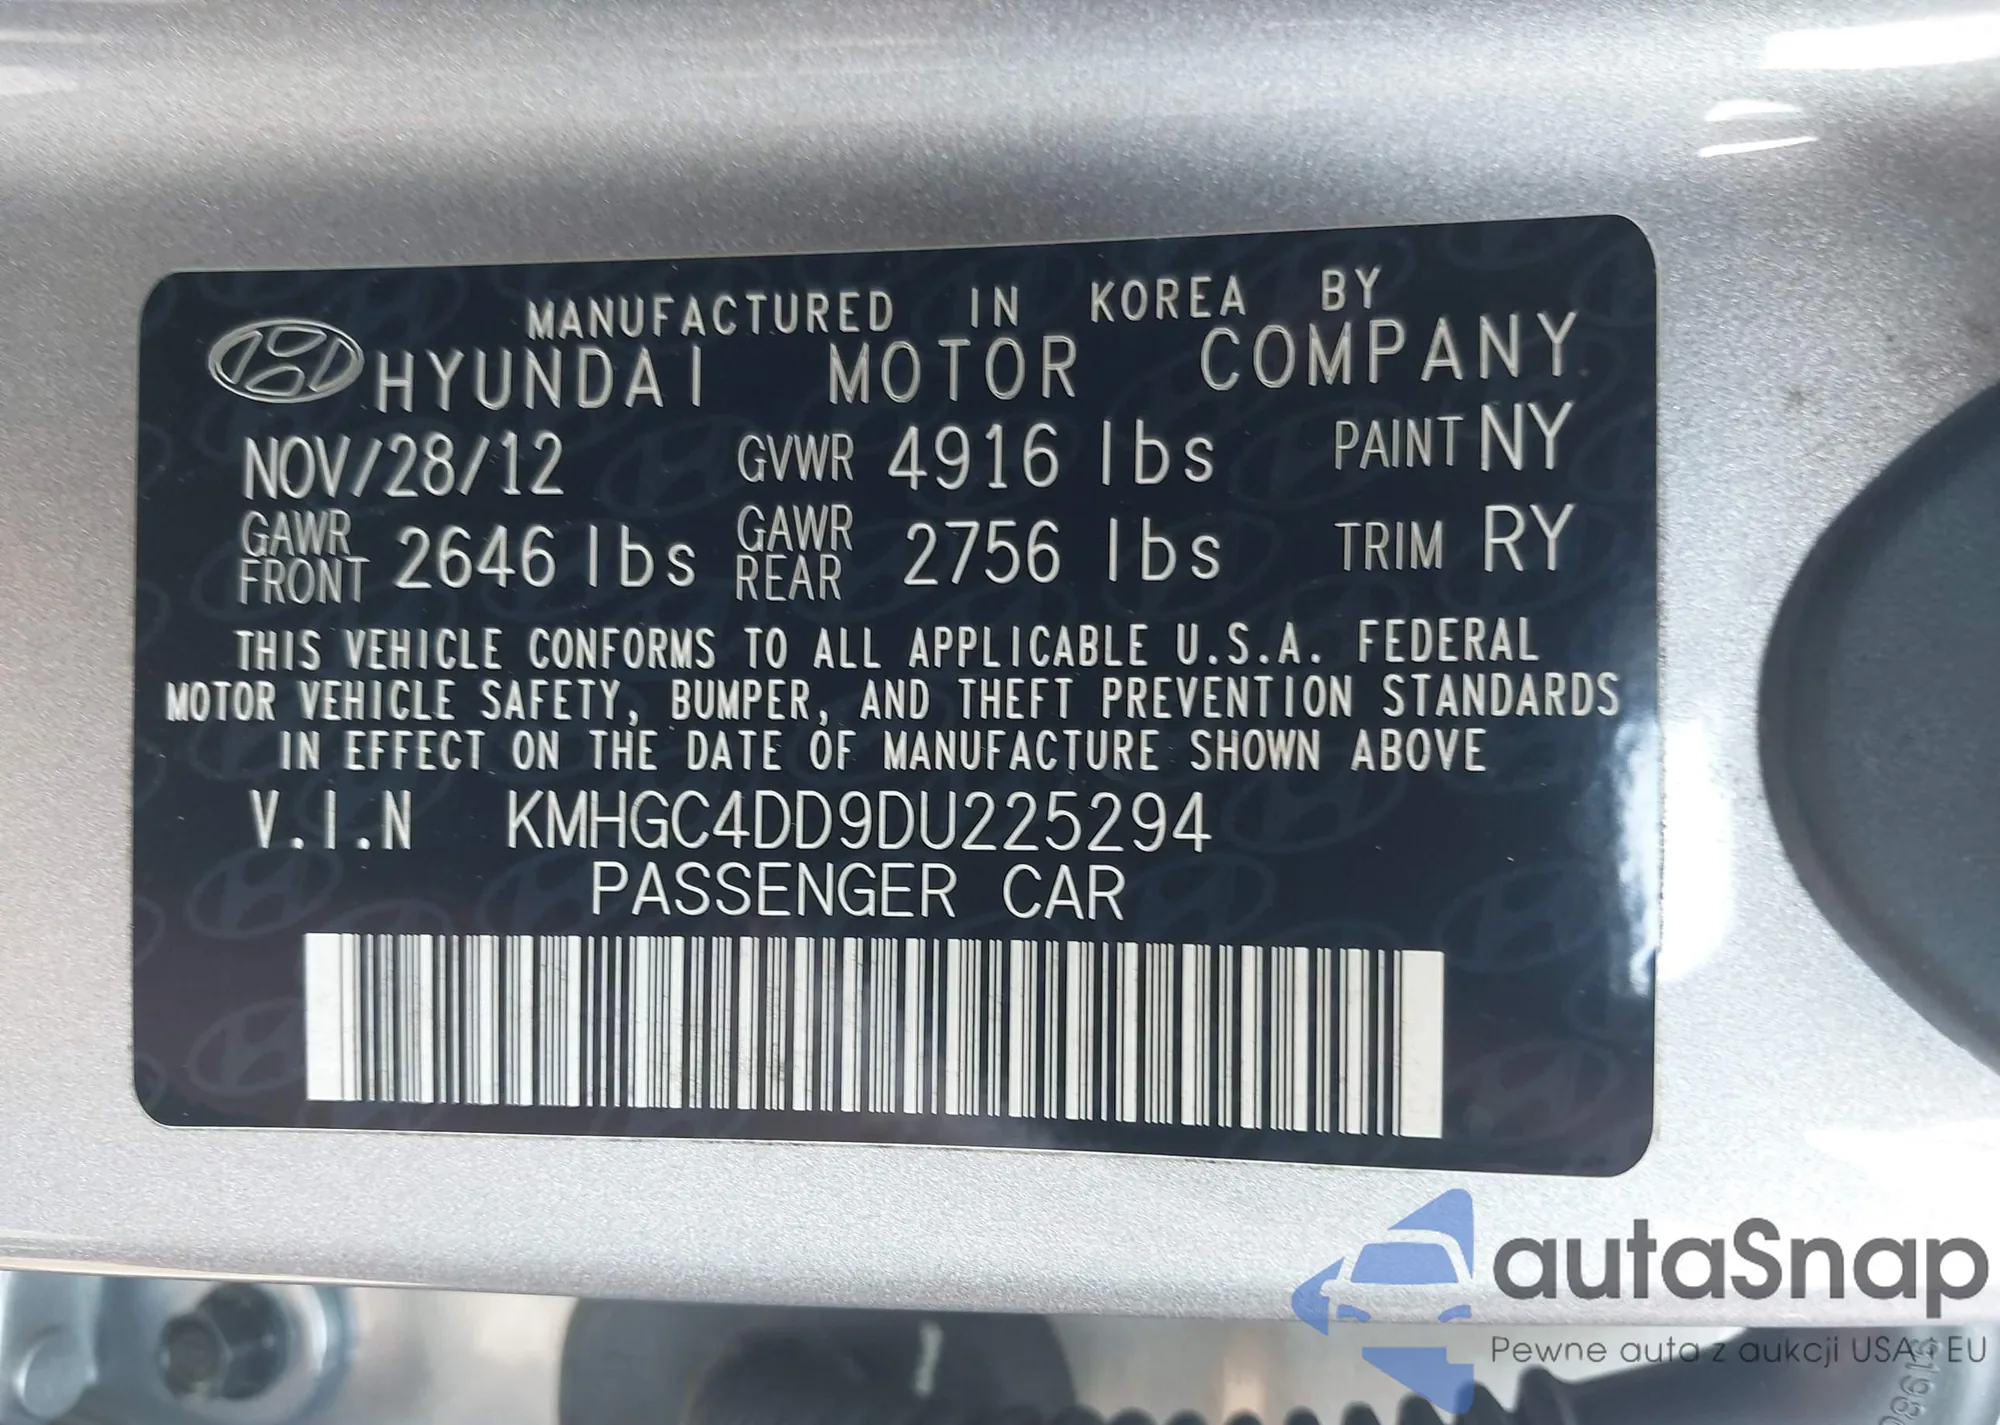 MANUFACTURED IN KOREA BY
HYUNDAI MOTOR COMPANY
NOV/28/12 GVWR 4916 lbs PAINT NY
GAWR FRONT 2646 lbs GAWR REAR 2756 lbs TRIM RY
THIS VEHICLE CONFORMS TO ALL APPLICABLE U.S.A. FEDERAL
MOTOR VEHICLE SAFETY, BUMPER, AND THEFT PREVENTION STANDARDS
IN EFFECT ON THE DATE OF MANUFACTURE SHOWN ABOVE
V.I.N KMHGC4DD9DU225294
PASSENGER CAR
autaSnap
Pewne auta z aukcji USA i EU